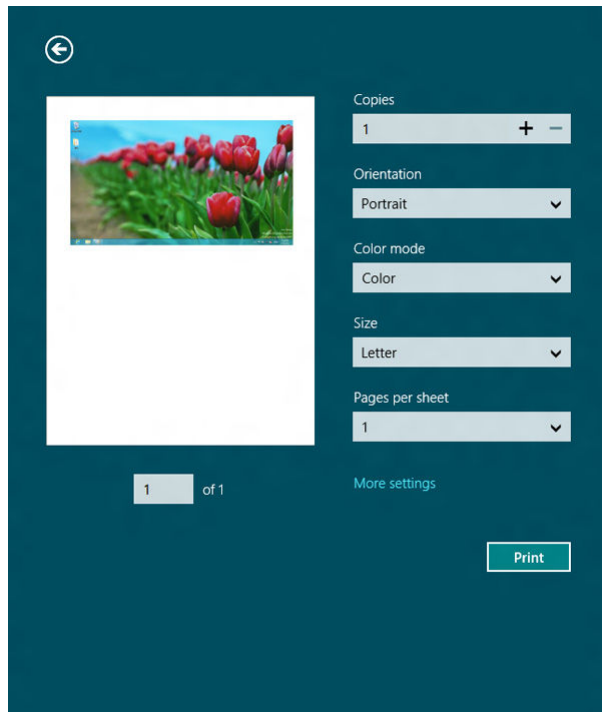 Copies
1
Orientation
Portrait
Color mode
Color
Size
Letter
Pages per sheet
1
1 of 1
More settings
Print